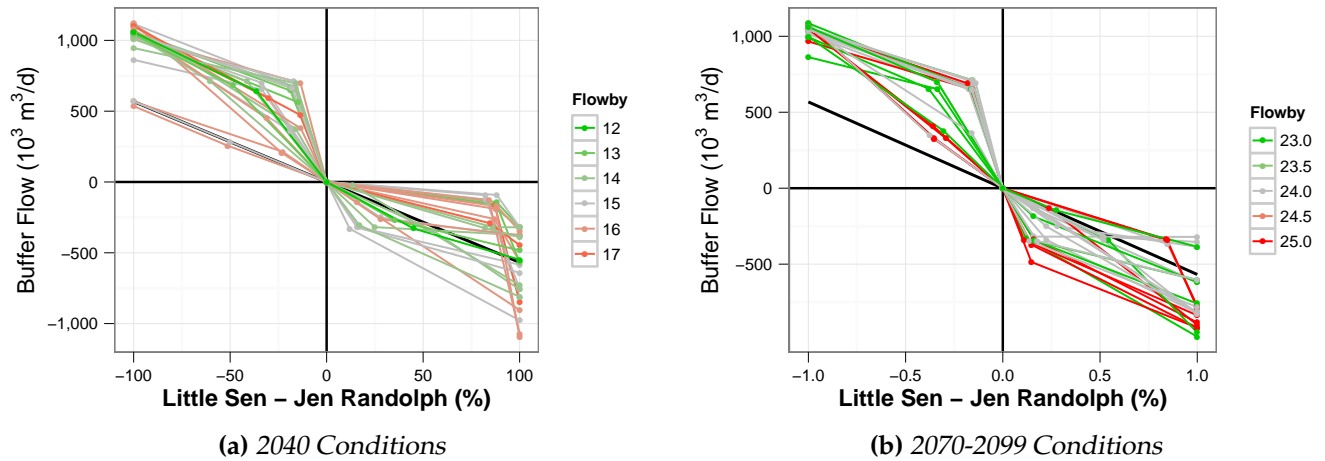 1,000
500
0
−500
−1,000
Buffer Flow (10³ m³/d)
−100 −50 0 50 100
Little Sen − Jen Randolph (%)
Flowby
12
13
14
15
16
17
(a) 2040 Conditions
1,000
500
0
−500
Buffer Flow (10³ m³/d)
−1.0 −0.5 0.0 0.5 1.0
Little Sen − Jen Randolph (%)
Flowby
23.0
23.5
24.0
24.5
25.0
(b) 2070-2099 Conditions